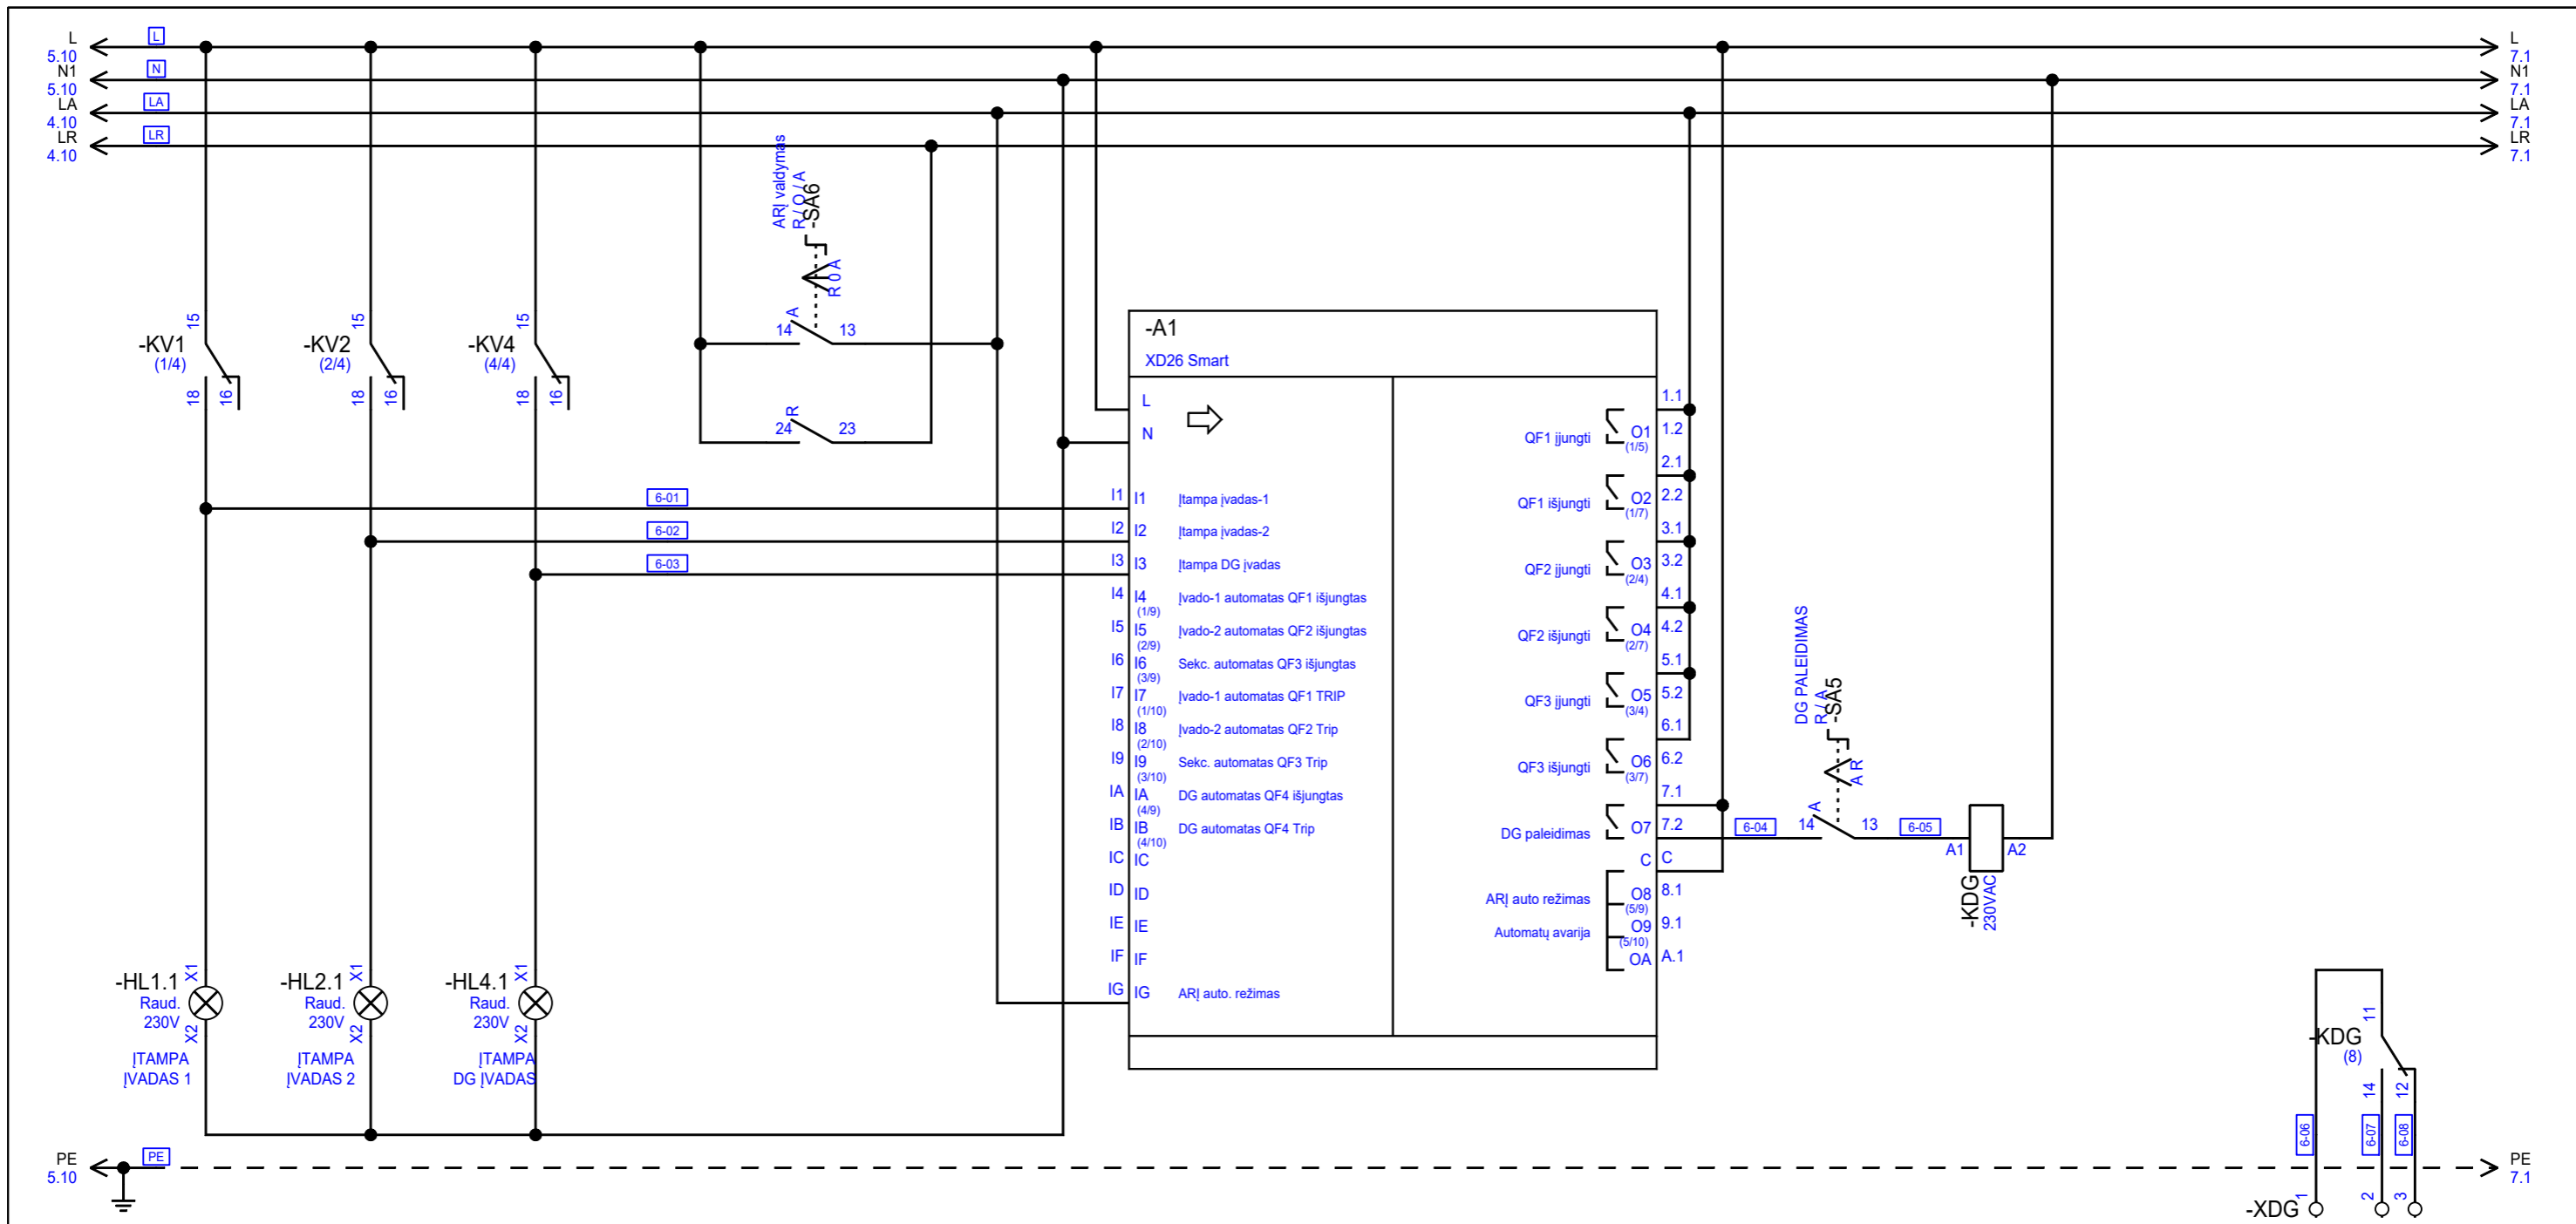 L
5.10
N1
5.10
LA
4.10
LR
4.10
L
N
LA
LR
L
7.1
N1
7.1
LA
7.1
LR
7.1
ARĮ valdymas
R / O / A
-SA6
R 0 A
A
14 13
R
24 23
-KV1
(1/4)
15
18
16
-KV2
(2/4)
15
18
16
-KV4
(4/4)
15
18
16
6-01
6-02
6-03
-A1
XD26 Smart
L
N
I1 I1 Įtampa įvadas-1
I2 I2 Įtampa įvadas-2
I3 I3 Įtampa DG įvadas
I4 I4 Įvado-1 automatas QF1 išjungtas
(1/9)
I5 I5 Įvado-2 automatas QF2 išjungtas
(2/9)
I6 I6 Sekc. automatas QF3 išjungtas
(3/9)
I7 I7 Įvado-1 automatas QF1 TRIP
(1/10)
I8 I8 Įvado-2 automatas QF2 Trip
(2/10)
I9 I9 Sekc. automatas QF3 Trip
(3/10)
IA IA DG automatas QF4 išjungtas
(4/9)
IB IB DG automatas QF4 Trip
(4/10)
IC IC
ID ID
IE IE
IF IF
IG IG ARĮ auto. režimas
1.1
QF1 įjungti O1 1.2
(1/5)
2.1
QF1 išjungti O2 2.2
(1/7)
3.1
QF2 įjungti O3 3.2
(2/4)
4.1
QF2 išjungti O4 4.2
(2/7)
5.1
QF3 įjungti O5 5.2
(3/4)
6.1
QF3 išjungti O6 6.2
(3/7)
7.1
DG paleidimas O7 7.2
C C
ARĮ auto režimas O8 8.1
(5/9)
Automatų avarija O9 9.1
(5/10)
OA A.1
DG PALEIDIMAS
R / A
-SA5
A R
A
6-04 14 13 6-05
A1 A2
-KDG
230VAC
-HL1.1
Raud.
230V
X1
X2
ĮTAMPA
ĮVADAS 1
-HL2.1
Raud.
230V
X1
X2
ĮTAMPA
ĮVADAS 2
-HL4.1
Raud.
230V
X1
X2
ĮTAMPA
DG ĮVADAS
-KDG
(8)
11
14
12
6-06
6-07
6-08
PE
5.10
PE
PE
7.1
-XDG 1 2 3